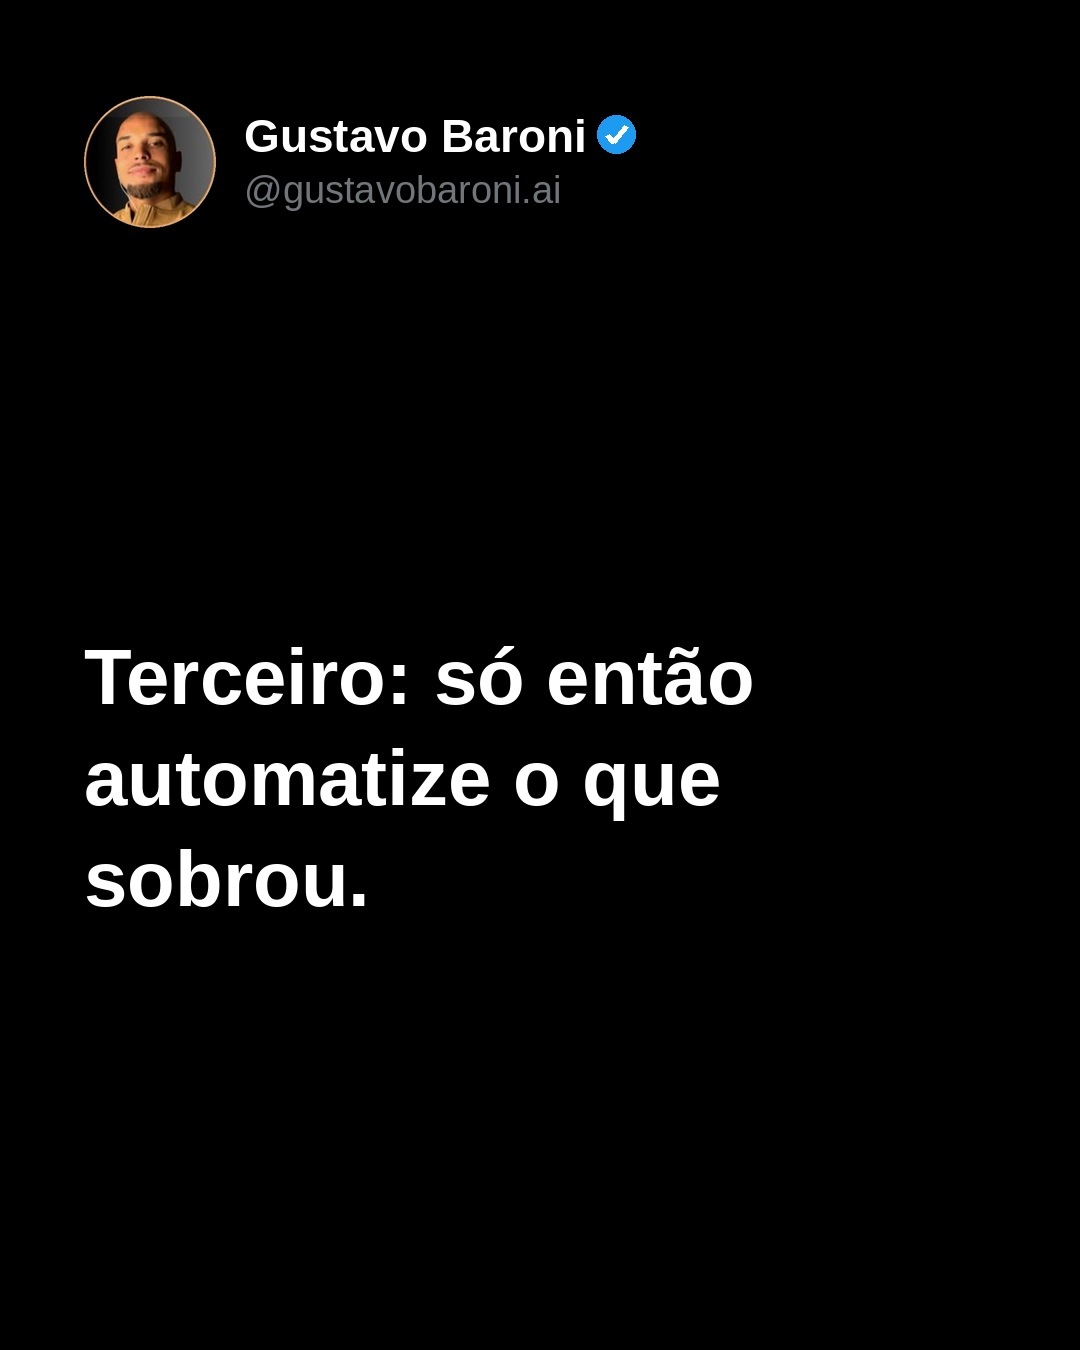 Gustavo Baroni
@gustavobaroni.ai
Terceiro: só então
automatize o que
sobrou.